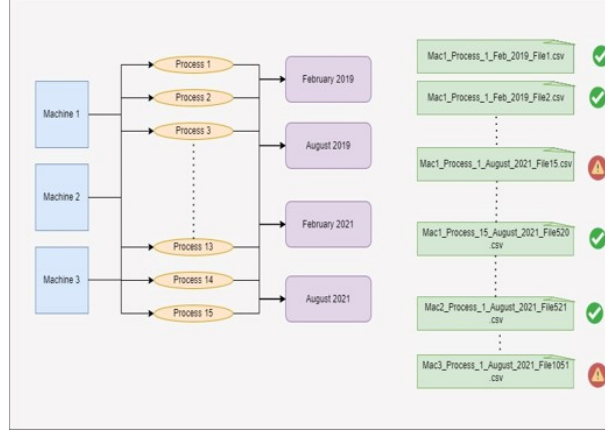 Machine 1
Machine 2
Machine 3
Process 1
Process 2
Process 3
Process 13
Process 14
Process 15
February 2019
August 2019
February 2021
August 2021
Mac1_Process_1_Feb_2019_File1.csv
Mac1_Process_1_Feb_2019_File2.csv
Mac1_Process_1_August_2021_File15.csv
Mac1_Process_15_August_2021_File520
.csv
Mac2_Process_1_August_2021_File521
.csv
Mac3_Process_1_August_2021_File1051
.csv